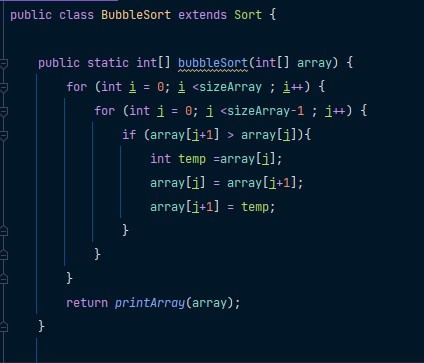 public class BubbleSort extends Sort {
public static int[] bubbleSort(int[] array) {
for (int i = 0; i <sizeArray ; i++) {
for (int j = 0; j <sizeArray-1 ; j++) {
if (array[j+1] > array[j]){
int temp =array[j];
array[j] = array[j+1];
array[j+1] = temp;
}
}
}
return printArray(array);
}